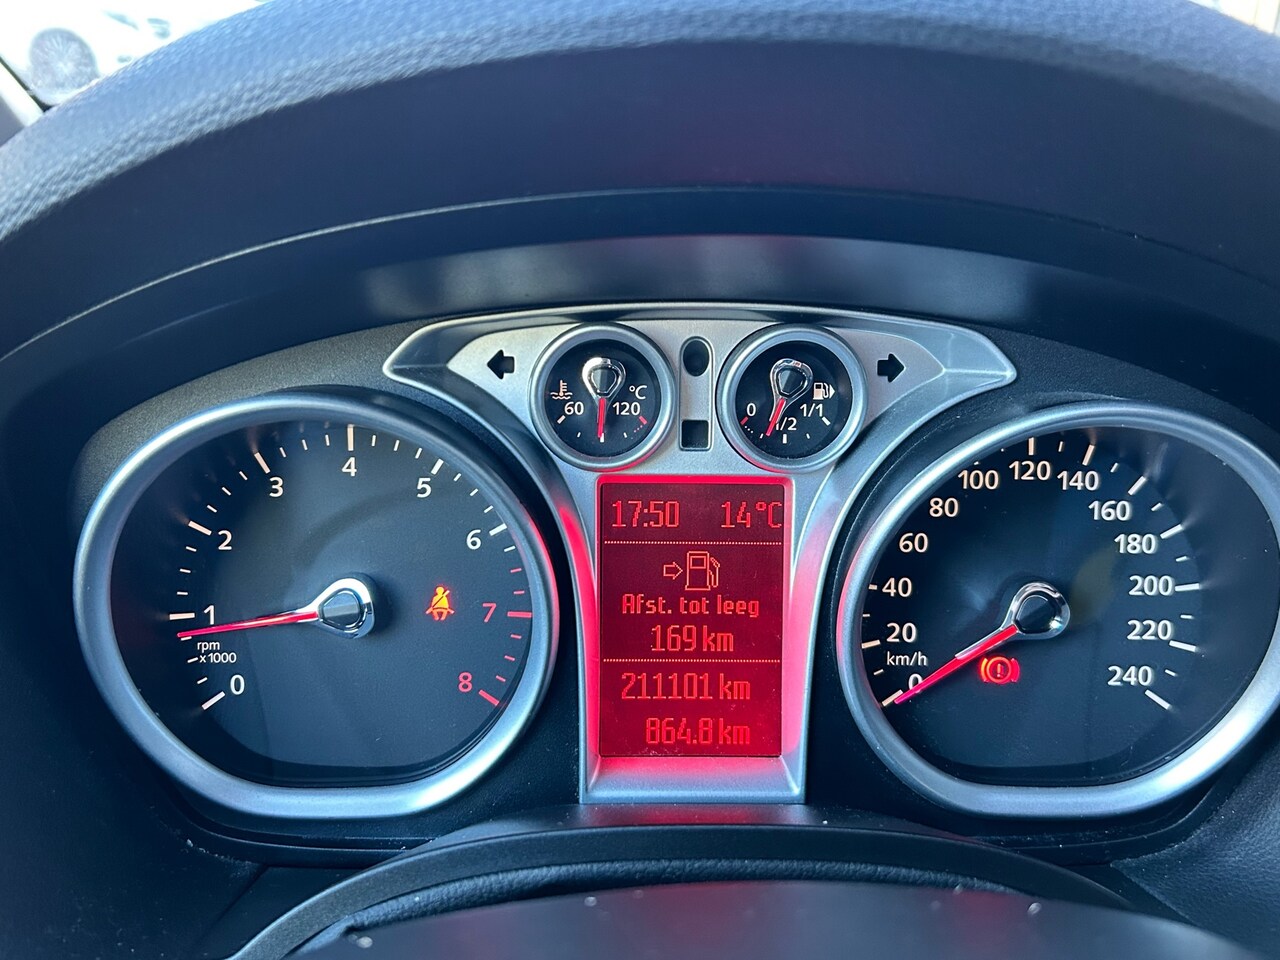 60 °C 120
0 1/2 1/1
0 1 2 3 4 5 6 7 8
rpm
x1000
17:50 14°C
Afst. tot leeg
169 km
211101 km
864.8 km
0 20 40 60 80 100 120 140 160 180 200 220 240
km/h